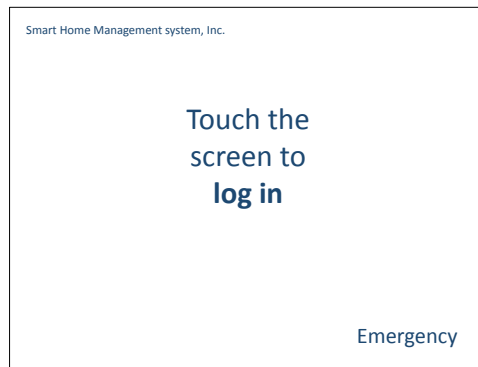 Smart Home Management system, Inc.
Touch the
screen to
log in
Emergency